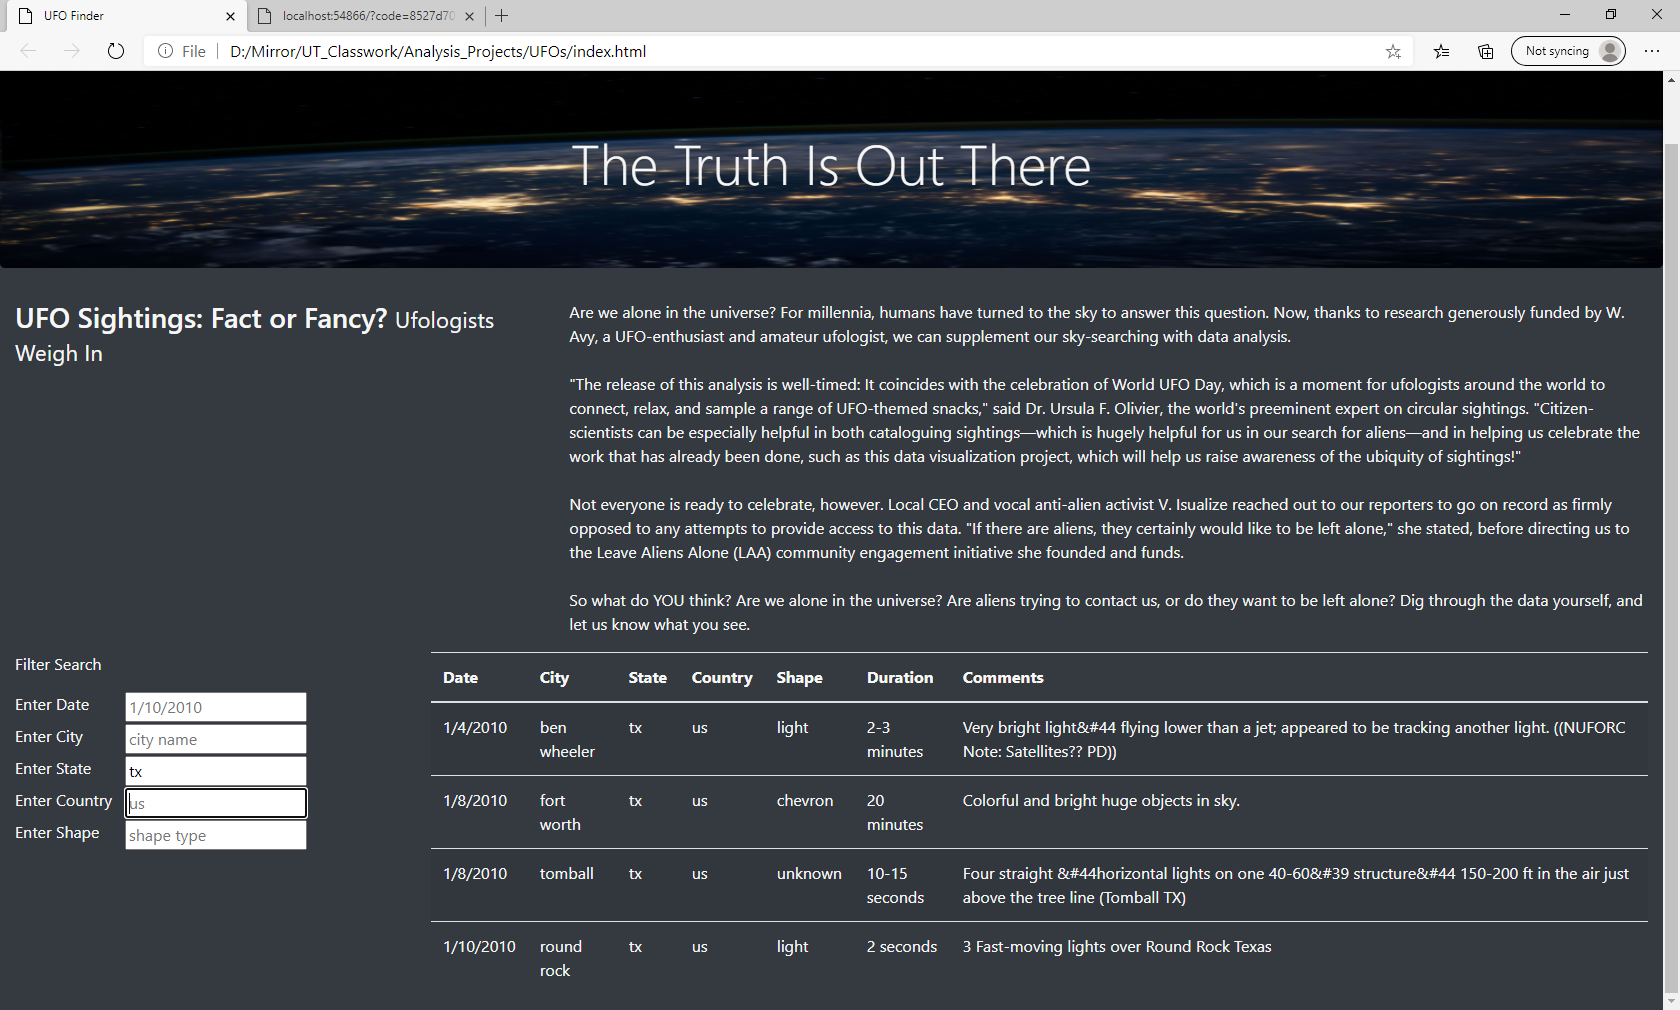 UFO Finder
localhost:54866/?code=8527d70
File
D:/Mirror/UT_Classwork/Analysis_Projects/UFOs/index.html
Not syncing
The Truth Is Out There
UFO Sightings: Fact or Fancy? Ufologists
Weigh In
Are we alone in the universe? For millennia, humans have turned to the sky to answer this question. Now, thanks to research generously funded by W.
Avy, a UFO-enthusiast and amateur ufologist, we can supplement our sky-searching with data analysis.
"The release of this analysis is well-timed: It coincides with the celebration of World UFO Day, which is a moment for ufologists around the world to
connect, relax, and sample a range of UFO-themed snacks," said Dr. Ursula F. Olivier, the world's preeminent expert on circular sightings. "Citizen-
scientists can be especially helpful in both cataloguing sightings—which is hugely helpful for us in our search for aliens—and in helping us celebrate the
work that has already been done, such as this data visualization project, which will help us raise awareness of the ubiquity of sightings!"
Not everyone is ready to celebrate, however. Local CEO and vocal anti-alien activist V. Isualize reached out to our reporters to go on record as firmly
opposed to any attempts to provide access to this data. "If there are aliens, they certainly would like to be left alone," she stated, before directing us to
the Leave Aliens Alone (LAA) community engagement initiative she founded and funds.
So what do YOU think? Are we alone in the universe? Are aliens trying to contact us, or do they want to be left alone? Dig through the data yourself, and
let us know what you see.
Filter Search
Enter Date 1/10/2010
Enter City city name
Enter State tx
Enter Country us
Enter Shape shape type
Date City State Country Shape Duration Comments
1/4/2010 ben tx us light 2-3 Very bright light&#44 flying lower than a jet; appeared to be tracking another light. ((NUFORC
wheeler minutes Note: Satellites?? PD))
1/8/2010 fort tx us chevron 20 Colorful and bright huge objects in sky.
worth minutes
1/8/2010 tomball tx us unknown 10-15 Four straight &#44horizontal lights on one 40-60&#39 structure&#44 150-200 ft in the air just
seconds above the tree line (Tomball TX)
1/10/2010 round tx us light 2 seconds 3 Fast-moving lights over Round Rock Texas
rock